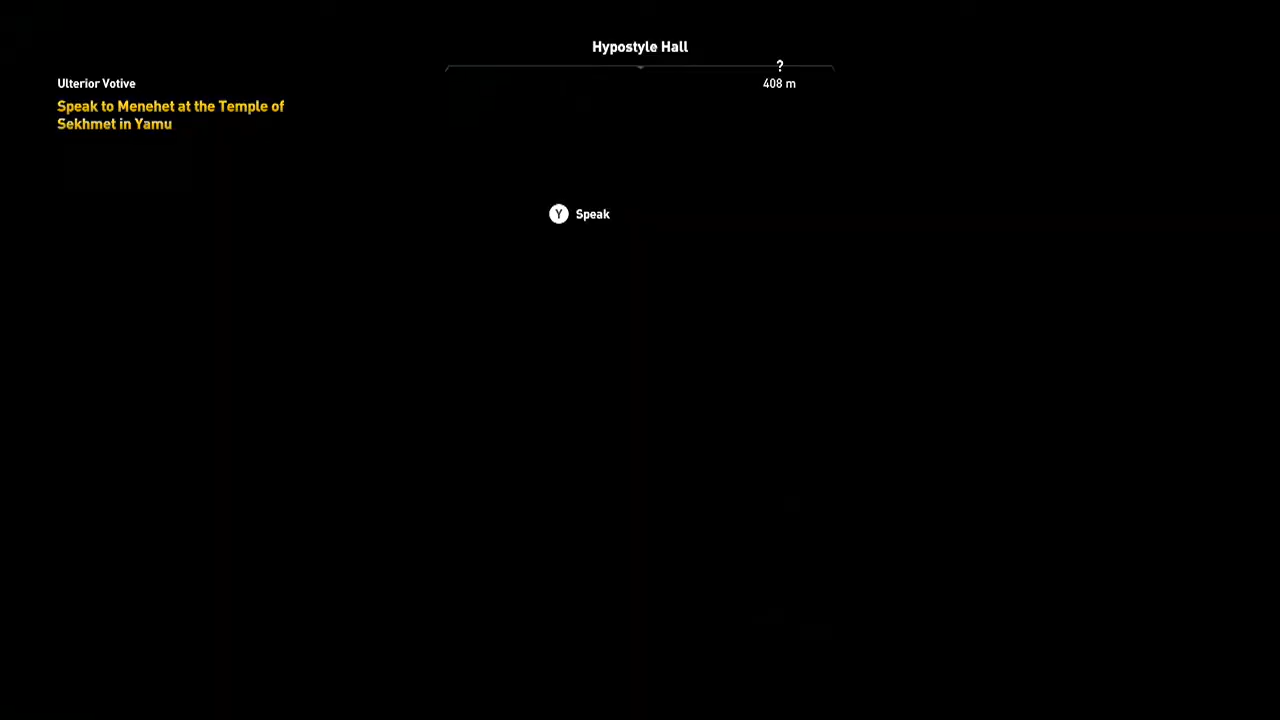 Hypostyle Hall
?
408 m
Ulterior Votive
Speak to Menehet at the Temple of
Sekhmet in Yamu
Y Speak